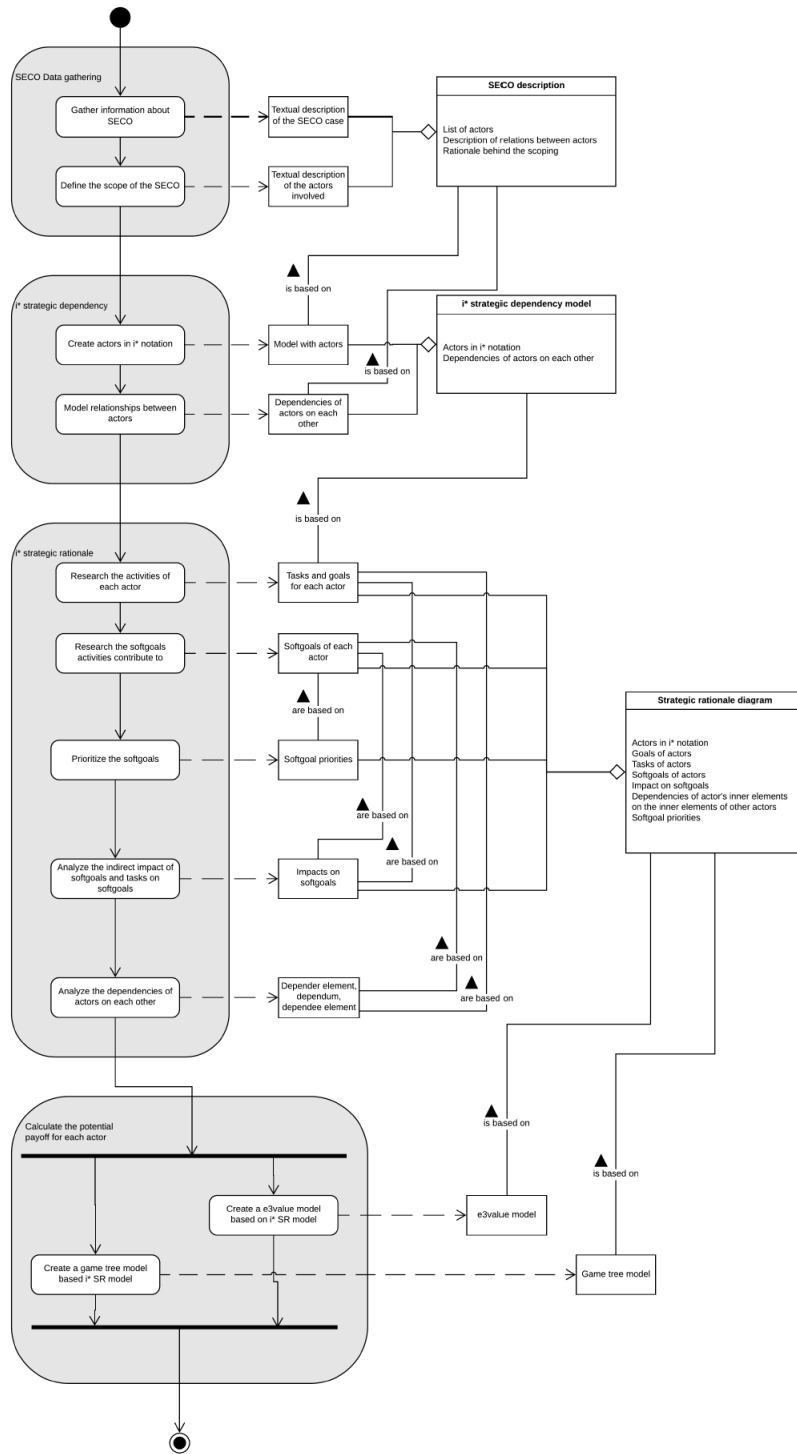 SECO Data gathering
Gather information about
SECO
Textual description
of the SECO case
SECO description
List of actors
Description of relations between actors
Rationale behind the scoping
Define the scope of the SECO
Textual description
of the actors
involved
is based on
i* strategic dependency
i* strategic dependency model
Create actors in i* notation
Model with actors
Actors in i* notation
Dependencies of actors on each other
is based on
Model relationships between
actors
Dependencies of
actors on each
other
is based on
i* strategic rationale
Research the activities of
each actor
Tasks and goals
for each actor
Research the softgoals
activities contribute to
Softgoals of each
actor
are based on
Strategic rationale diagram
Actors in i* notation
Goals of actors
Tasks of actors
Softgoals of actors
Impact on softgoals
Dependencies of actor's inner elements
on the inner elements of other actors
Softgoal priorities
Prioritize the softgoals
Softgoal priorities
are based on
are based on
Analyze the indirect impact of
softgoals and tasks on
softgoals
Impacts on
softgoals
are based on
Analyze the dependencies of
actors on each other
Depender element,
dependum,
dependee element
are based on
is based on
Calculate the potential
payoff for each actor
is based on
Create a e3value model
based on i* SR model
e3value model
Create a game tree model
based i* SR model
Game tree model